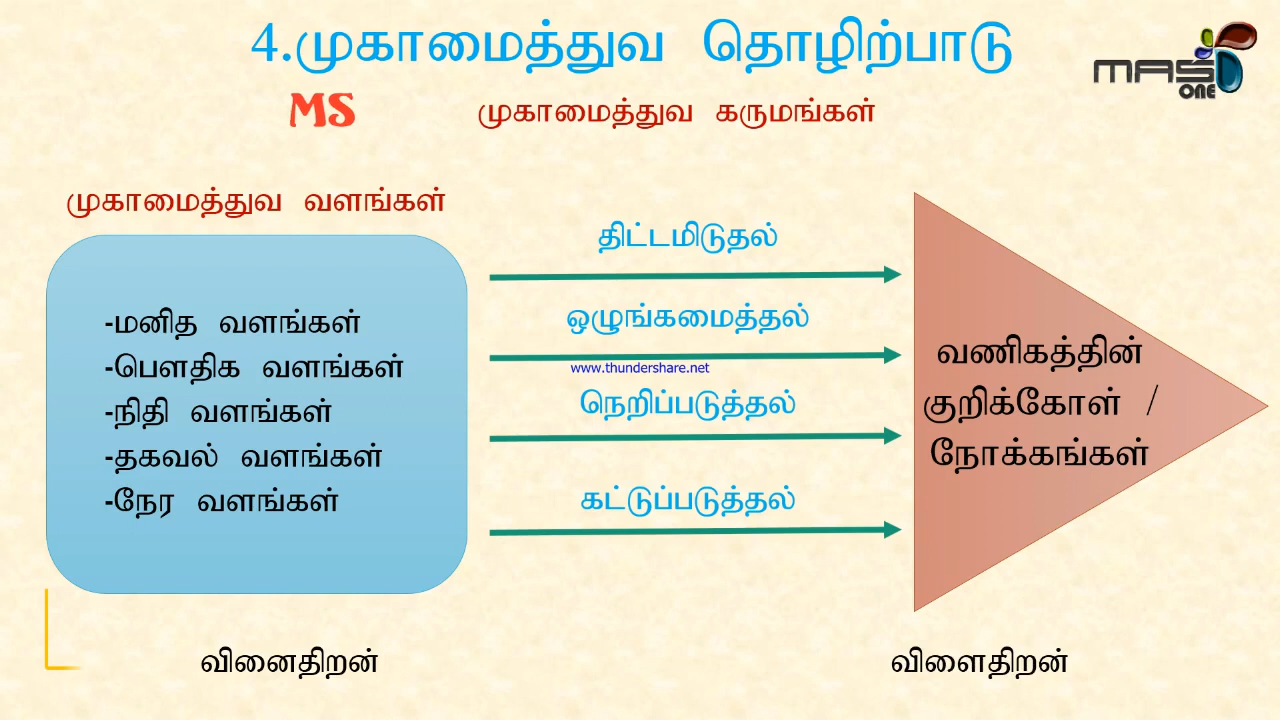 4.முகாமைத்துவ தொழிற்பாடு
MAS
ONE
MS
முகாமைத்துவ கருமங்கள்
முகாமைத்துவ வளங்கள்
-மனித வளங்கள்
-பௌதிக வளங்கள்
-நிதி வளங்கள்
-தகவல் வளங்கள்
-நேர வளங்கள்
திட்டமிடுதல்
ஒழுங்கமைத்தல்
www.thundershare.net
நெறிப்படுத்தல்
கட்டுப்படுத்தல்
வணிகத்தின்
குறிக்கோள் /
நோக்கங்கள்
வினைதிறன்
விளைதிறன்